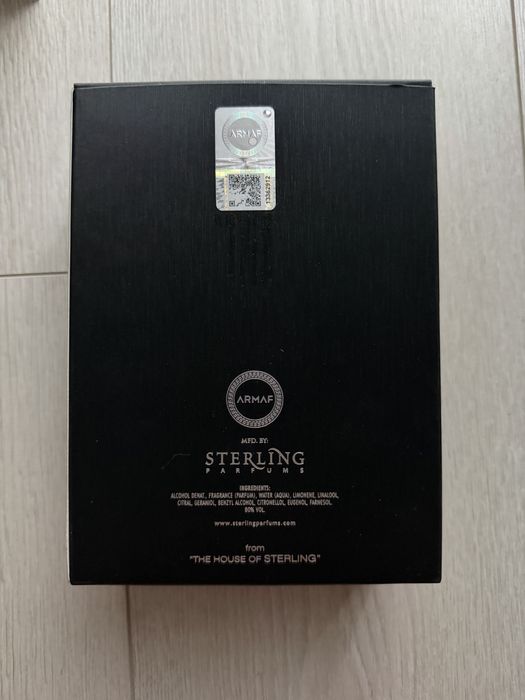 ARMAF
13362912
ARMAF
MFD. BY:
STERLING
PARFUMS
INGREDIENTS:
ALCOHOL DENAT., FRAGRANCE (PARFUM), WATER (AQUA), LIMONENE, LINALOOL,
CITRAL, GERANIOL, BENZYL ALCOHOL, CITRONELLOL, EUGENOL, FARNESOL.
80% VOL.
www.sterlingparfums.com
from
"THE HOUSE OF STERLING"